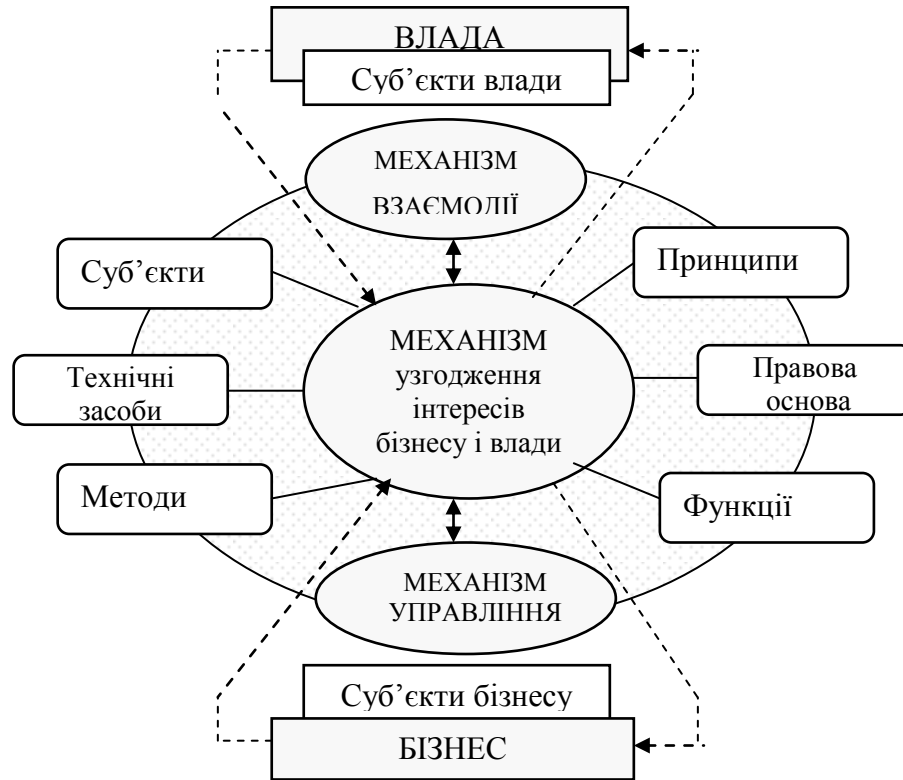 ВЛАДА
Суб’єкти влади
МЕХАНІЗМ
ВЗАЄМОДІЇ
Суб’єкти
Принципи
МЕХАНІЗМ
узгодження
інтересів
бізнесу і влади
Технічні
засоби
Правова
основа
Методи
Функції
МЕХАНІЗМ
УПРАВЛІННЯ
Суб’єкти бізнесу
БІЗНЕС